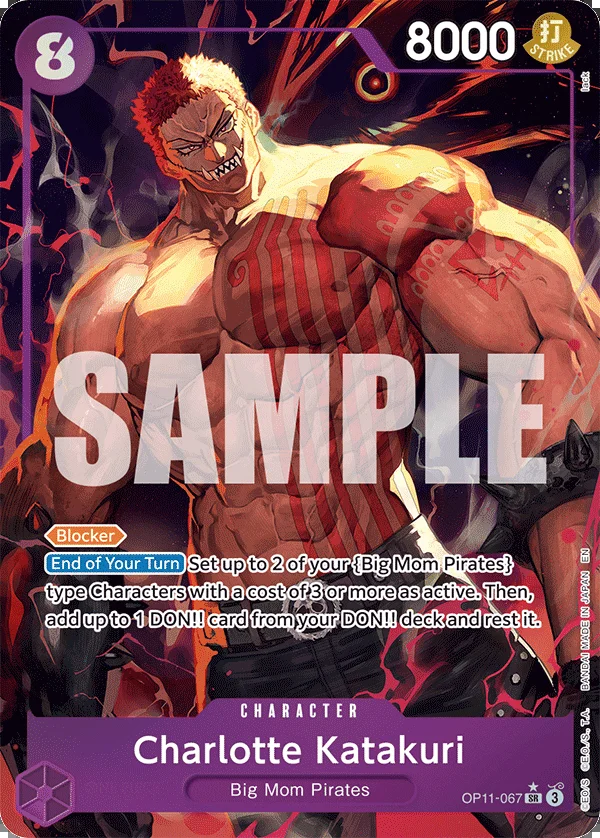 8
8000
打
STRIKE
lack
SAMPLE
Blocker
End of Your Turn Set up to 2 of your {Big Mom Pirates}
type Characters with a cost of 3 or more as active. Then,
add up to 1 DON!! card from your DON!! deck and rest it.
©E.O/S ©E.O./S., T.A. BANDAI MADE IN JAPAN EN
CHARACTER
Charlotte Katakuri
Big Mom Pirates
OP11-067 SR 3